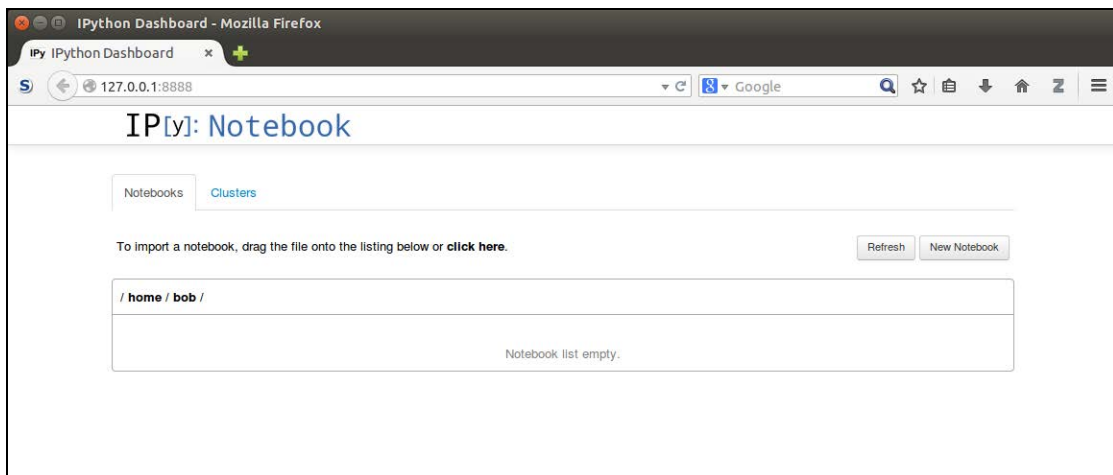 IPython Dashboard - Mozilla Firefox
IPy IPython Dashboard
S) 127.0.0.1:8888 8 Google Z
IP[y]: Notebook
Notebooks Clusters
To import a notebook, drag the file onto the listing below or click here. Refresh New Notebook
/ home / bob /
Notebook list empty.